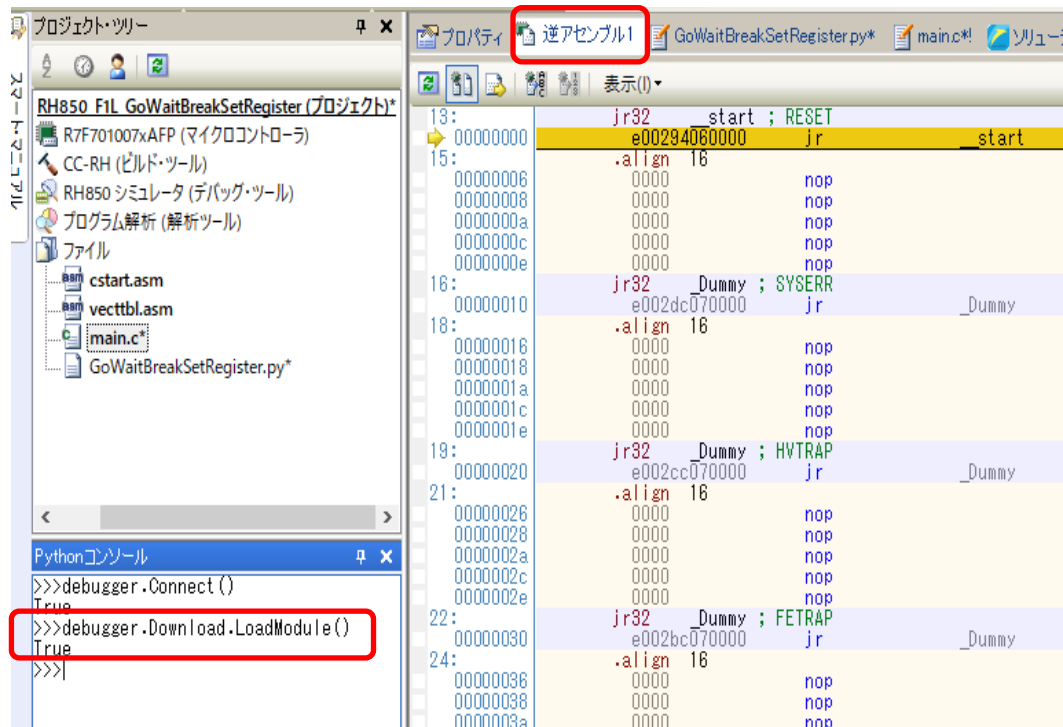 プロジェクト・ツリー
スマート・マニュアル
RH850_F1L_GoWaitBreakSetRegister (プロジェクト)*
R7F701007xAFP (マイクロコントローラ)
CC-RH (ビルド・ツール)
RH850 シミュレータ (デバッグ・ツール)
プログラム解析 (解析ツール)
ファイル
cstart.asm
vecttbl.asm
main.c*
GoWaitBreakSetRegister.py*
Pythonコンソール
>>>debugger.Connect()
True
>>>debugger.Download.LoadModule()
True
>>>
プロパティ 逆アセンブル1 GoWaitBreakSetRegister.py* main.c*!
表示(I)
13: jr32 __start ; RESET
00000000 e00294060000 jr __start
15: .align 16
00000006 0000 nop
00000008 0000 nop
0000000a 0000 nop
0000000c 0000 nop
0000000e 0000 nop
16: jr32 _Dummy ; SYSERR
00000010 e002dc070000 jr _Dummy
18: .align 16
00000016 0000 nop
00000018 0000 nop
0000001a 0000 nop
0000001c 0000 nop
0000001e 0000 nop
19: jr32 _Dummy ; HVTRAP
00000020 e002cc070000 jr _Dummy
21: .align 16
00000026 0000 nop
00000028 0000 nop
0000002a 0000 nop
0000002c 0000 nop
0000002e 0000 nop
22: jr32 _Dummy ; FETRAP
00000030 e002bc070000 jr _Dummy
24: .align 16
00000036 0000 nop
00000038 0000 nop
0000003a 0000 nop